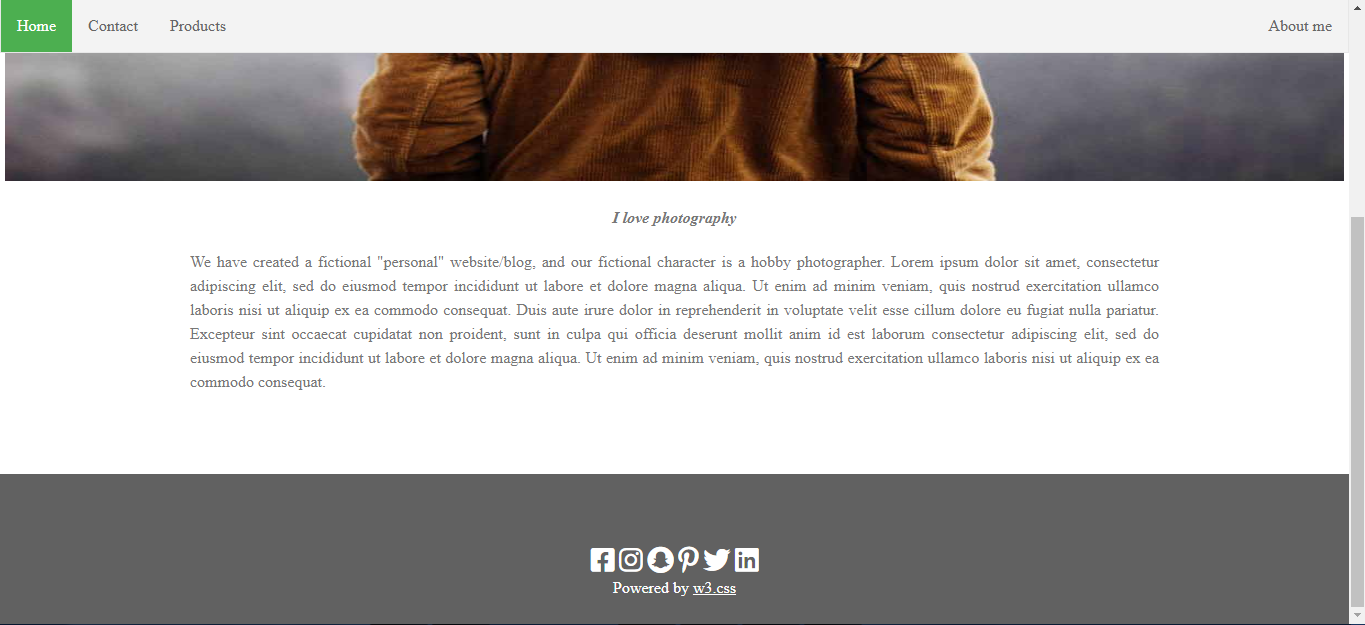 Home Contact Products About me
I love photography
We have created a fictional "personal" website/blog, and our fictional character is a hobby photographer. Lorem ipsum dolor sit amet, consectetur
adipiscing elit, sed do eiusmod tempor incididunt ut labore et dolore magna aliqua. Ut enim ad minim veniam, quis nostrud exercitation ullamco
laboris nisi ut aliquip ex ea commodo consequat. Duis aute irure dolor in reprehenderit in voluptate velit esse cillum dolore eu fugiat nulla pariatur.
Excepteur sint occaecat cupidatat non proident, sunt in culpa qui officia deserunt mollit anim id est laborum consectetur adipiscing elit, sed do
eiusmod tempor incididunt ut labore et dolore magna aliqua. Ut enim ad minim veniam, quis nostrud exercitation ullamco laboris nisi ut aliquip ex ea
commodo consequat.
Powered by w3.css